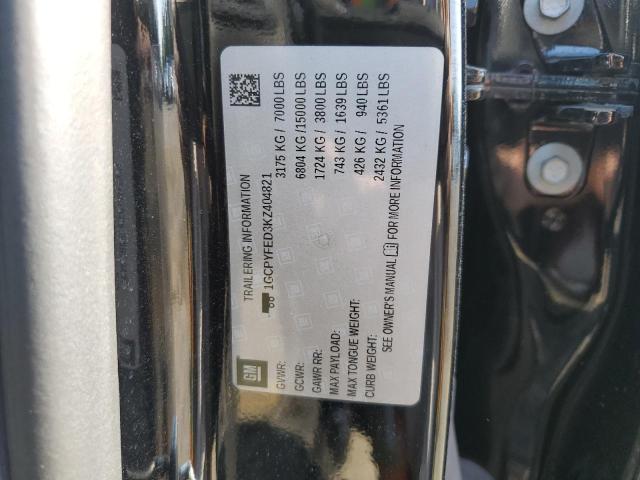 TRAILERING INFORMATION
1GCPYFED3KZ404821
GM
GVWR: 3175 KG / 7000 LBS
GCWR: 6804 KG /15000 LBS
GAWR RR: 1724 KG / 3800 LBS
MAX PAYLOAD: 743 KG / 1639 LBS
MAX TONGUE WEIGHT: 426 KG / 940 LBS
CURB WEIGHT: 2432 KG / 5361 LBS
SEE OWNER'S MANUAL FOR MORE INFORMATION